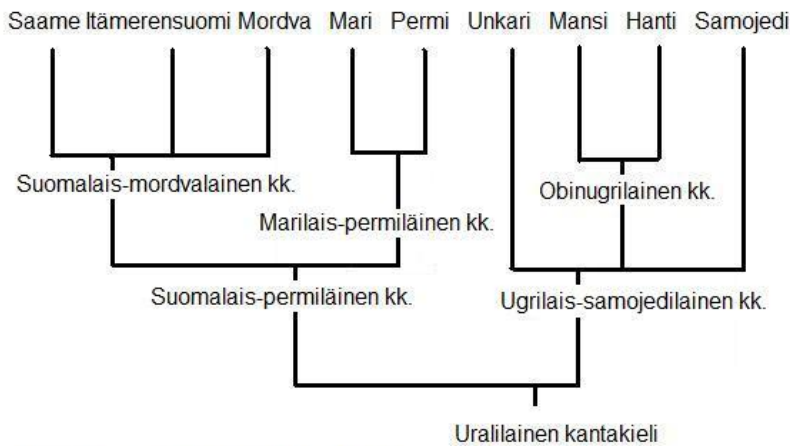 Saame Itämerensuomi Mordva Mari Permi Unkari Mansi Hanti Samojedi
Suomalais-mordvalainen kk.
Obinugrilainen kk.
Marilais-permiläinen kk.
Suomalais-permiläinen kk.
Ugrilais-samojedilainen kk.
Uralilainen kantakieli